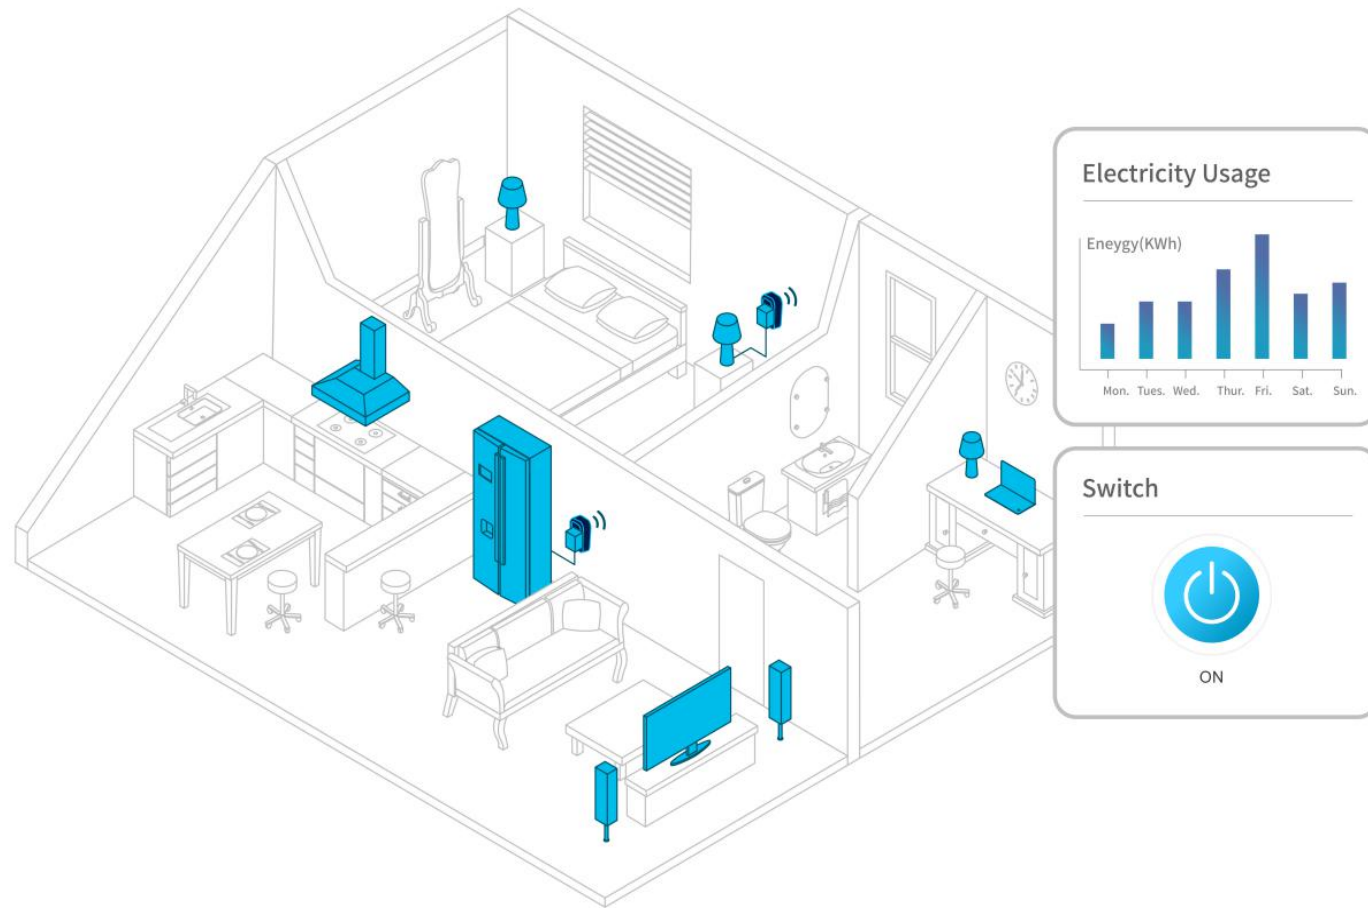 Electricity Usage
Eneygy(KWh)
Mon. Tues. Wed. Thur. Fri. Sat. Sun.
Switch
ON